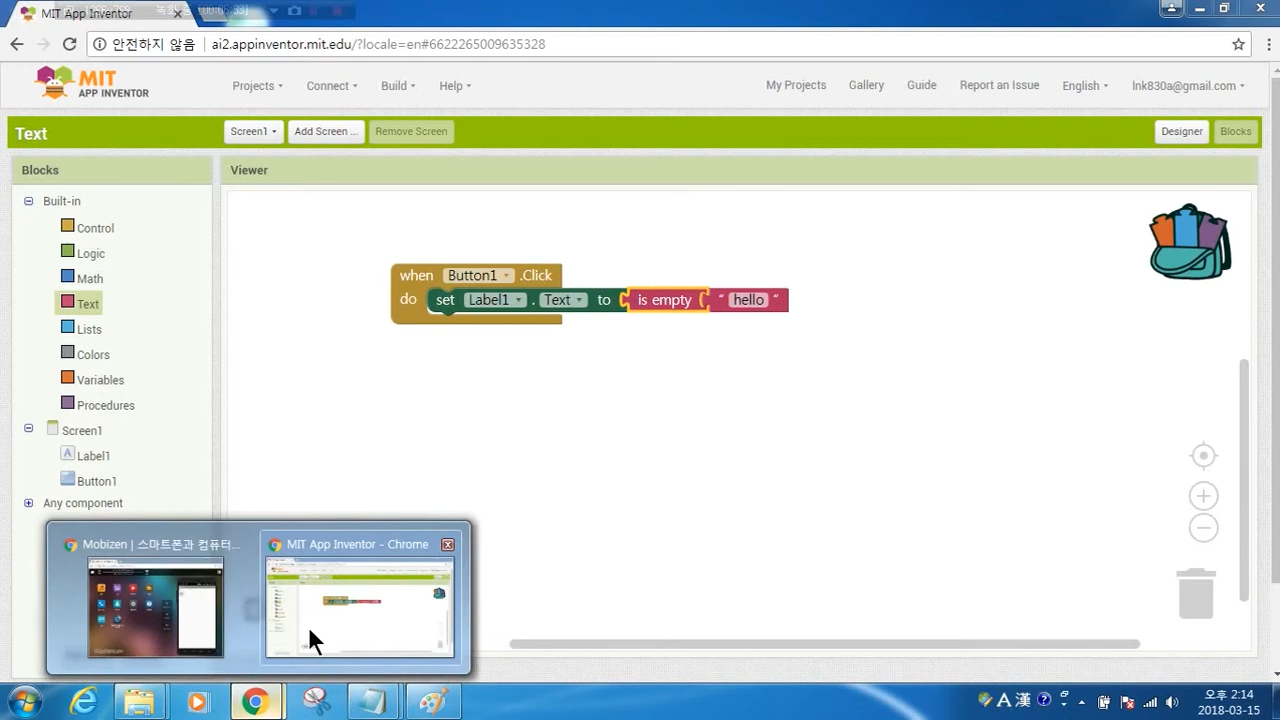 MIT App Inventor
안전하지 않음 ai2.appinventor.mit.edu/?locale=en#6622265009635328
MIT
APP INVENTOR
Projects Connect Build Help My Projects Gallery Guide Report an Issue English lnk830a@gmail.com
Text Screen1 Add Screen ... Remove Screen Designer Blocks
Blocks Viewer
Built-in
Control
Logic
Math
Text
Lists
Colors
Variables
Procedures
Screen1
Label1
Button1
Any component
when Button1 .Click
do set Label1 . Text to is empty " hello "
Mobizen | 스마트폰과 컴퓨터... MIT App Inventor - Chrome
A 漢
오후 2:14
2018-03-15